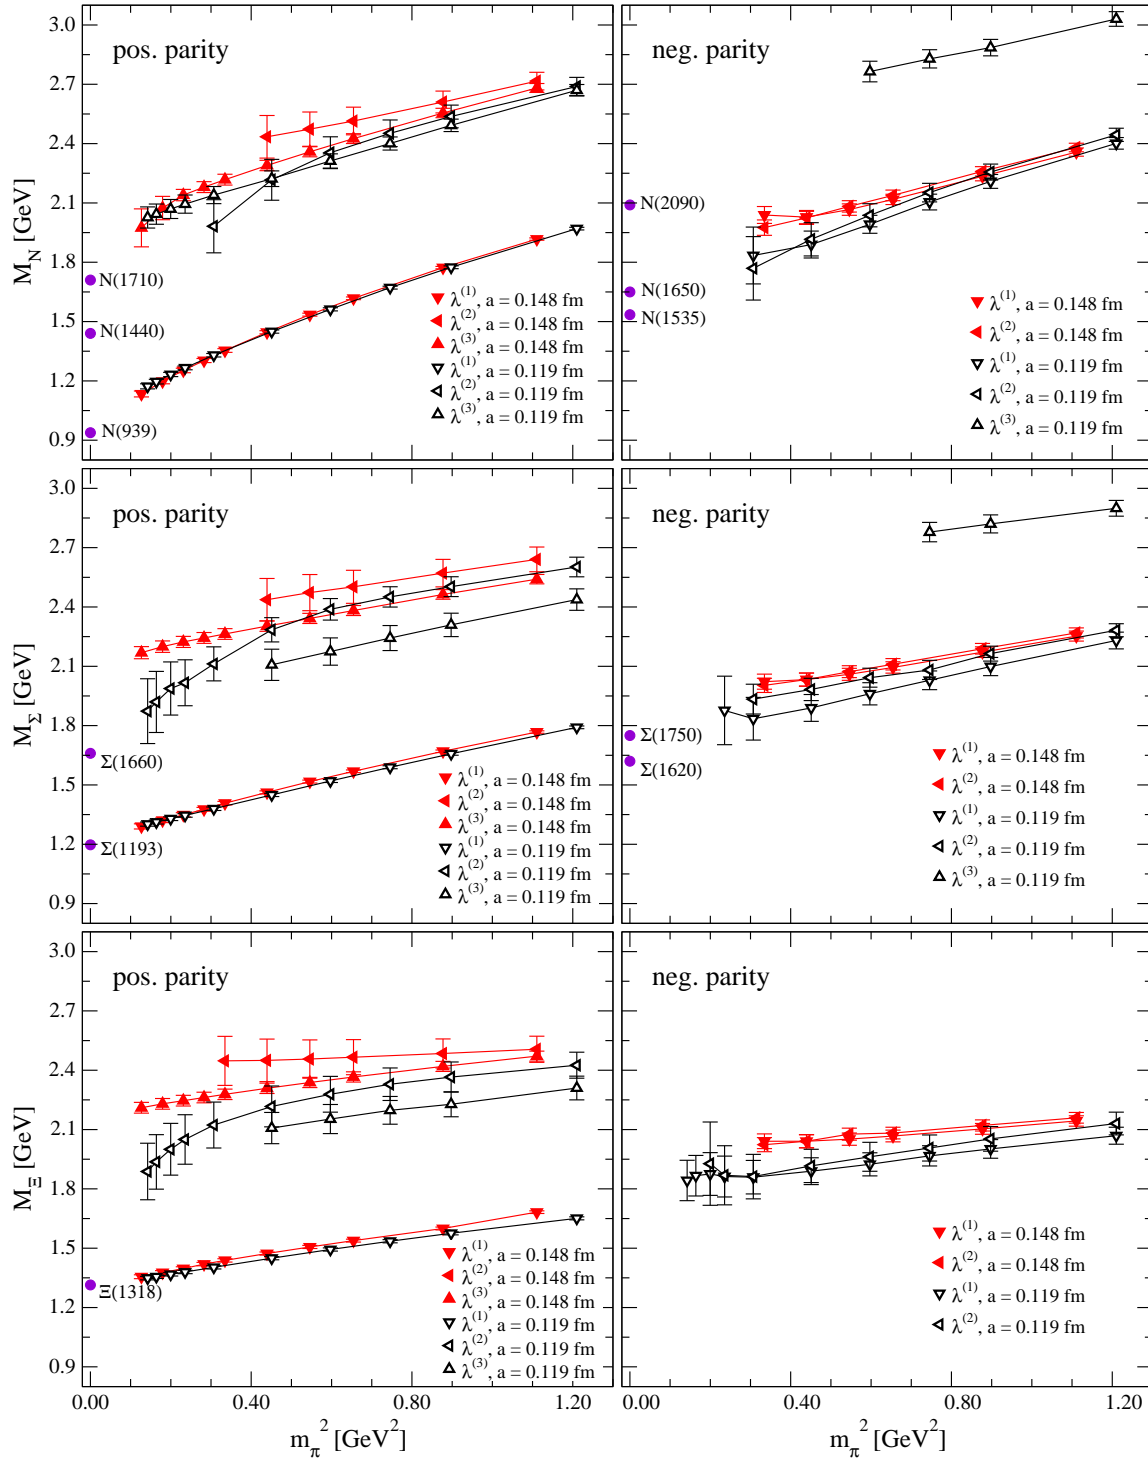 pos. parity
neg. parity
3.0
2.7
2.4
2.1
1.8
1.5
1.2
0.9
M_N [GeV]
N(1710)
N(1440)
N(939)
λ^(1), a = 0.148 fm
λ^(2), a = 0.148 fm
λ^(3), a = 0.148 fm
λ^(1), a = 0.119 fm
λ^(2), a = 0.119 fm
λ^(3), a = 0.119 fm
N(2090)
N(1650)
N(1535)
λ^(1), a = 0.148 fm
λ^(2), a = 0.148 fm
λ^(1), a = 0.119 fm
λ^(2), a = 0.119 fm
λ^(3), a = 0.119 fm
pos. parity
neg. parity
3.0
2.7
2.4
2.1
1.8
1.5
1.2
0.9
M_Σ [GeV]
Σ(1660)
Σ(1193)
λ^(1), a = 0.148 fm
λ^(2), a = 0.148 fm
λ^(3), a = 0.148 fm
λ^(1), a = 0.119 fm
λ^(2), a = 0.119 fm
λ^(3), a = 0.119 fm
Σ(1750)
Σ(1620)
λ^(1), a = 0.148 fm
λ^(2), a = 0.148 fm
λ^(1), a = 0.119 fm
λ^(2), a = 0.119 fm
λ^(3), a = 0.119 fm
pos. parity
neg. parity
3.0
2.7
2.4
2.1
1.8
1.5
1.2
0.9
M_Ξ [GeV]
Ξ(1318)
λ^(1), a = 0.148 fm
λ^(2), a = 0.148 fm
λ^(3), a = 0.148 fm
λ^(1), a = 0.119 fm
λ^(2), a = 0.119 fm
λ^(3), a = 0.119 fm
λ^(1), a = 0.148 fm
λ^(2), a = 0.148 fm
λ^(1), a = 0.119 fm
λ^(2), a = 0.119 fm
0.00 0.40 0.80 1.20
0.00 0.40 0.80 1.20
m_π^2 [GeV^2]
m_π^2 [GeV^2]